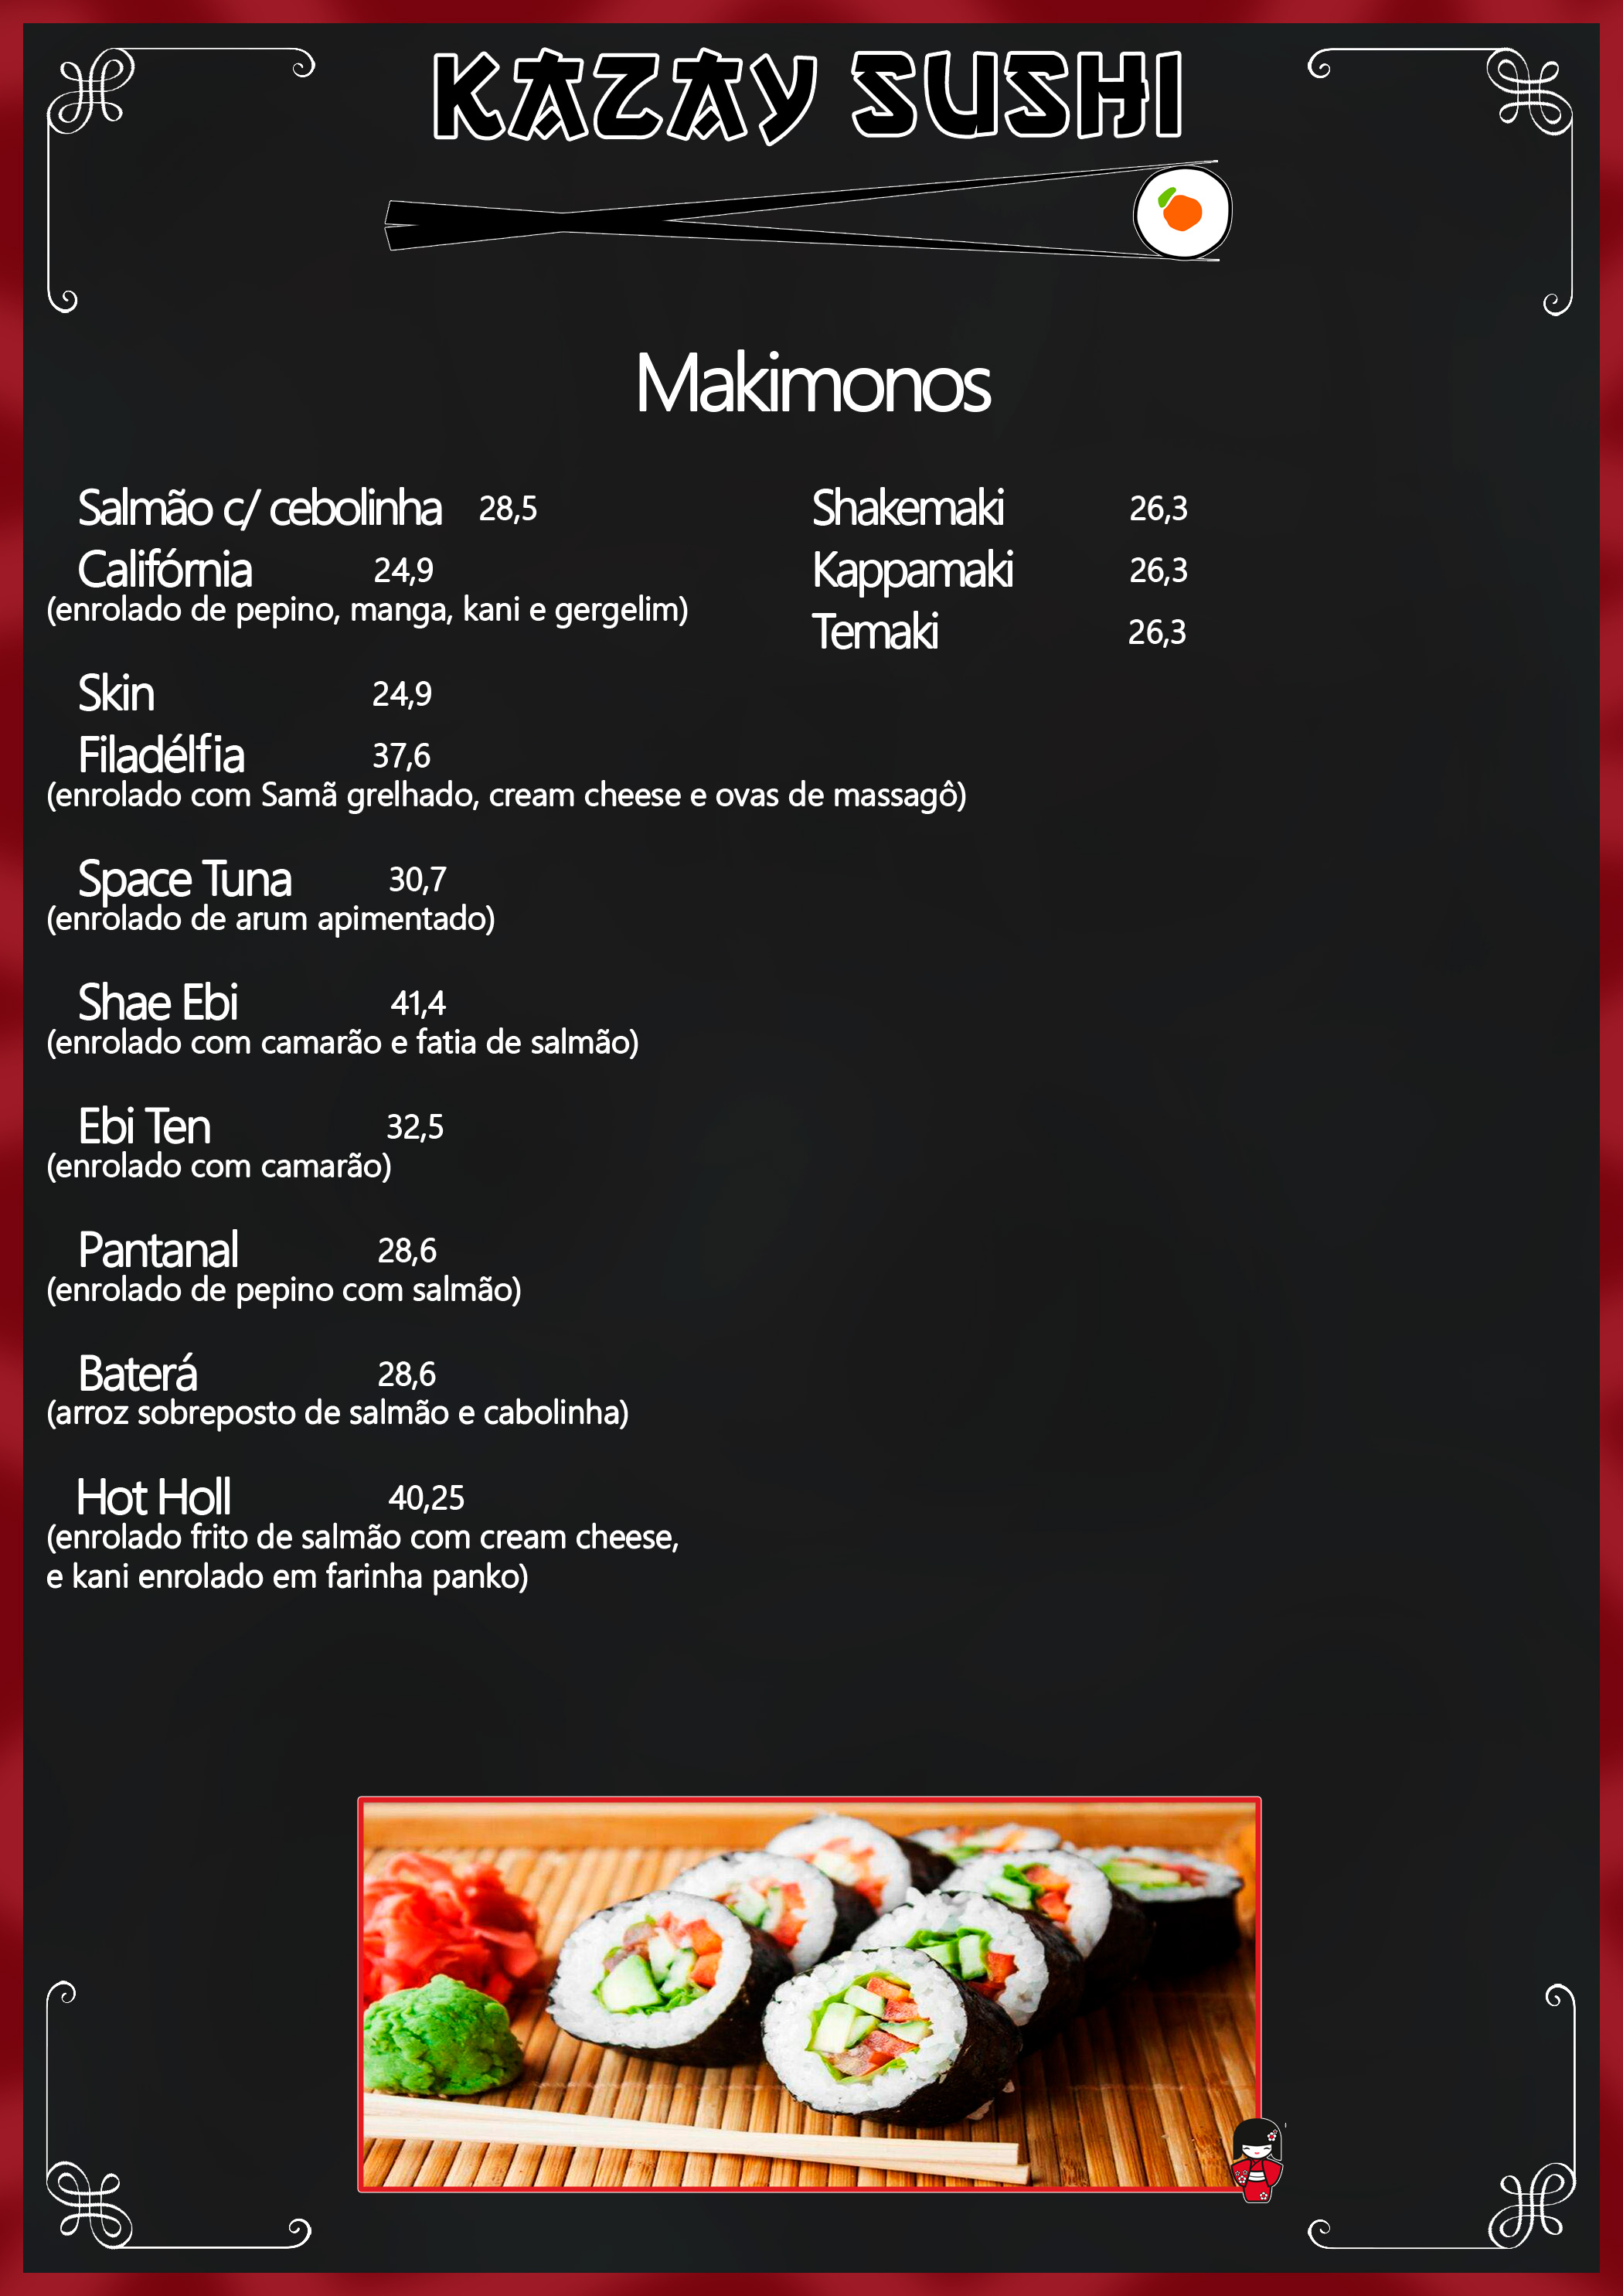 KAZAY SUSHI
Makimonos
Salmão c/ cebolinha 28,5
Califórnia 24,9
(enrolado de pepino, manga, kani e gergelim)
Skin 24,9
Filadélfia 37,6
(enrolado com Samã grelhado, cream cheese e ovas de massagô)
Space Tuna 30,7
(enrolado de arum apimentado)
Shae Ebi 41,4
(enrolado com camarão e fatia de salmão)
Ebi Ten 32,5
(enrolado com camarão)
Pantanal 28,6
(enrolado de pepino com salmão)
Baterá 28,6
(arroz sobreposto de salmão e cabolinha)
Hot Holl 40,25
(enrolado frito de salmão com cream cheese,
e kani enrolado em farinha panko)
Shakemaki 26,3
Kappamaki 26,3
Temaki 26,3